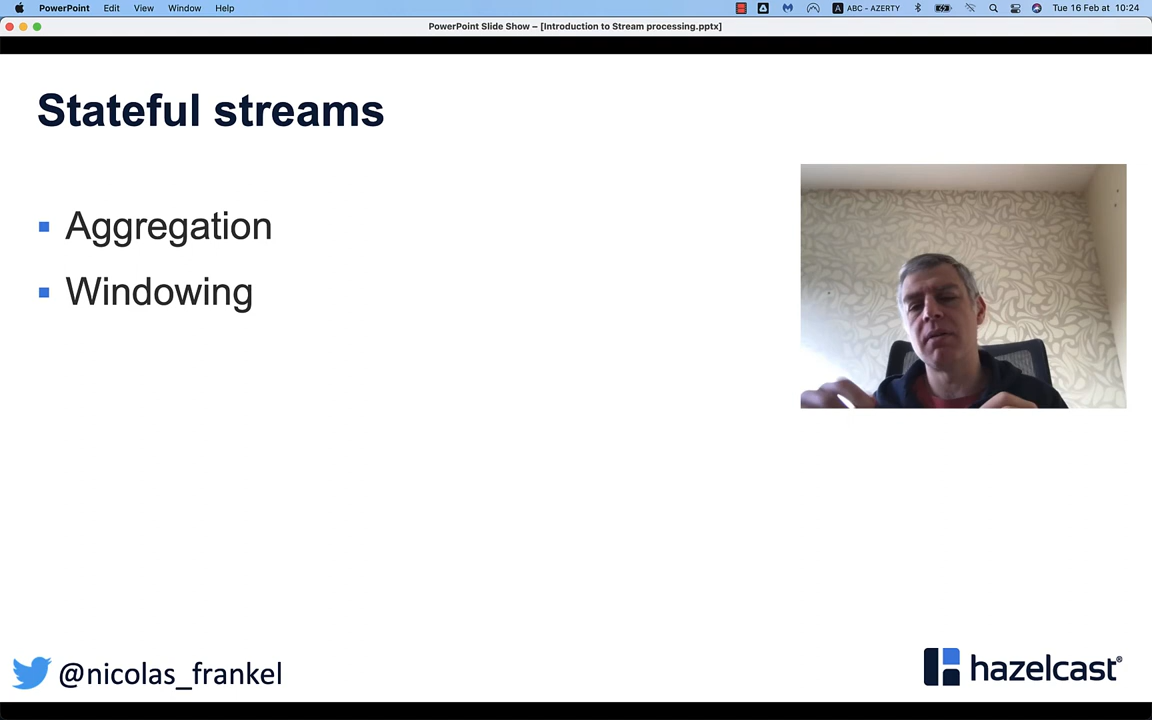 PowerPoint Edit View Window Help ABC - AZERTY Tue 16 Feb at 10:24
PowerPoint Slide Show – [Introduction to Stream processing.pptx]
Stateful streams
Aggregation
Windowing
@nicolas_frankel
hazelcast®